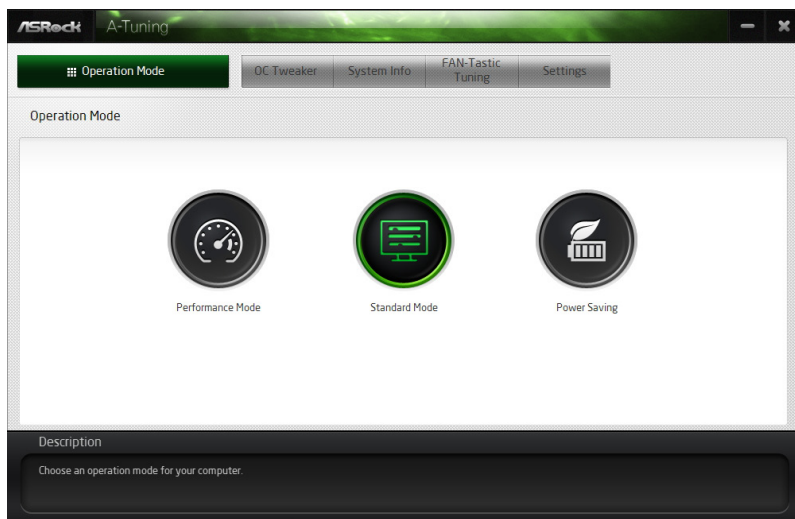 ASRock A-Tuning
Operation Mode OC Tweaker System Info FAN-Tastic
Tuning Settings
Operation Mode
Performance Mode Standard Mode Power Saving
Description
Choose an operation mode for your computer.